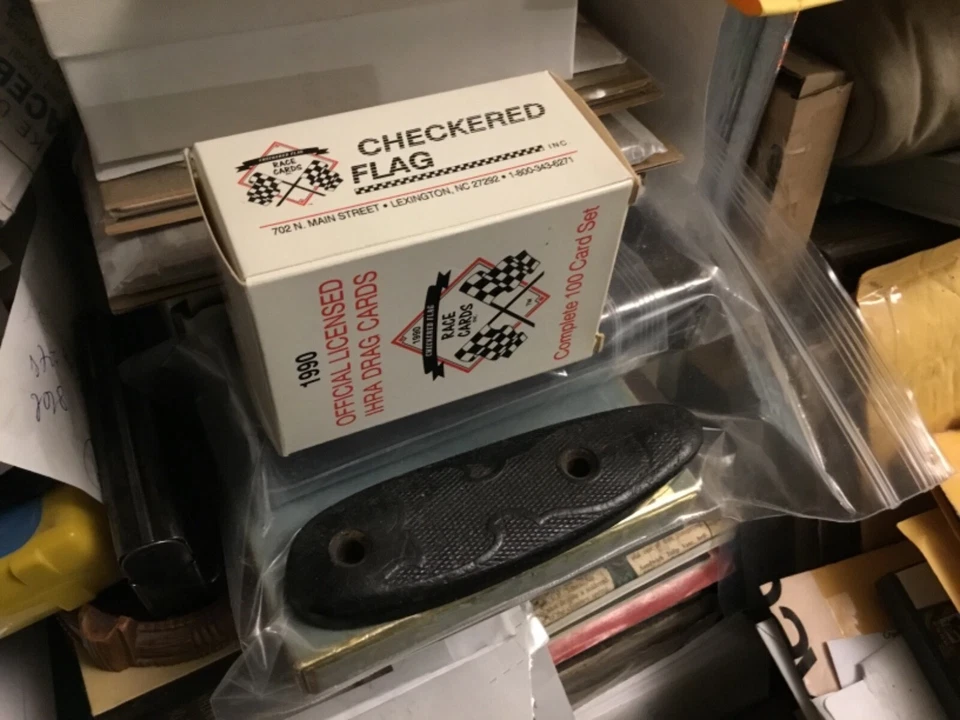 CHECKERED
FLAG INC.
RACE
CARDS
702 N. MAIN STREET • LEXINGTON, NC 27292 • 1-800-343-6271
1990
OFFICIAL LICENSED
IHRA DRAG CARDS
1990
CHECKERED FLAG
RACE
CARDS
Complete 100 Card Set